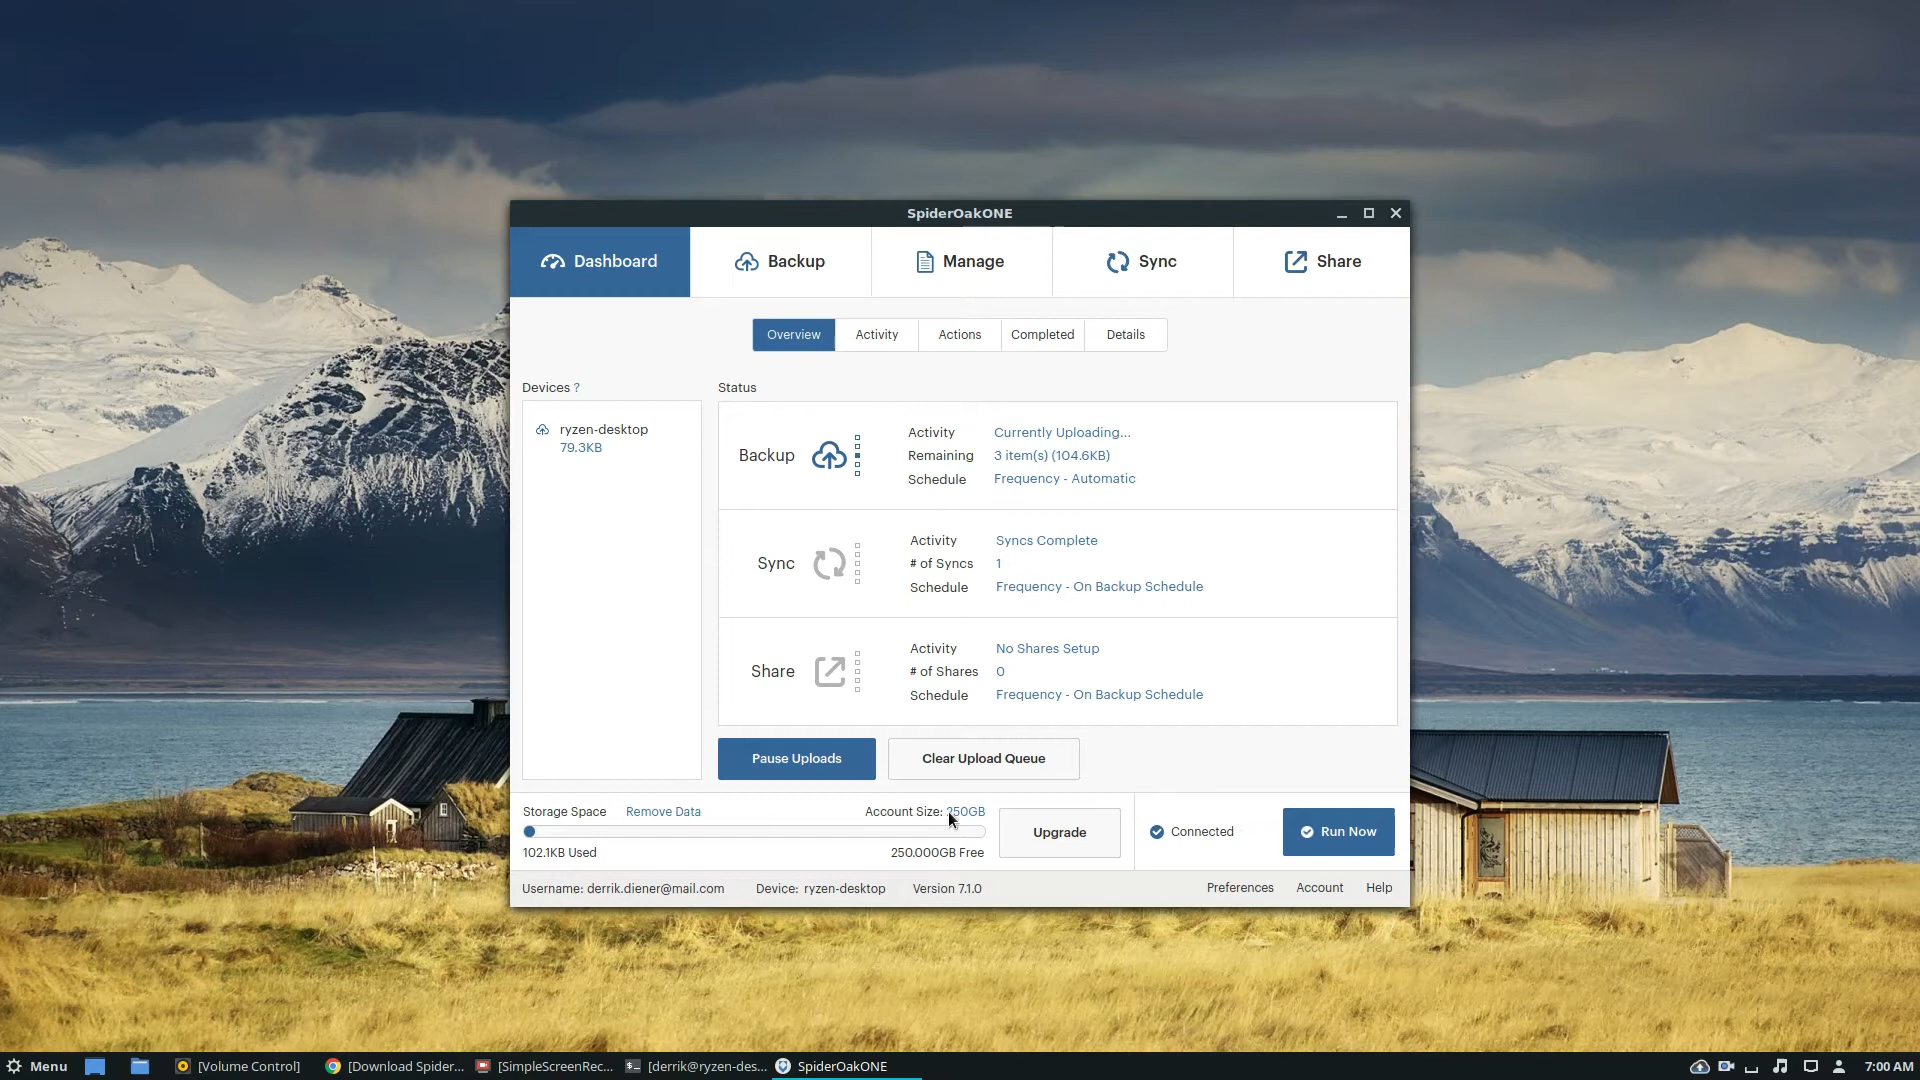 SpiderOakONE
Dashboard
Backup
Manage
Sync
Share
Overview
Activity
Actions
Completed
Details
Devices ?
ryzen-desktop
79.3KB
Status
Backup
Activity Currently Uploading...
Remaining 3 item(s) (104.6KB)
Schedule Frequency - Automatic
Sync
Activity Syncs Complete
# of Syncs 1
Schedule Frequency - On Backup Schedule
Share
Activity No Shares Setup
# of Shares 0
Schedule Frequency - On Backup Schedule
Pause Uploads
Clear Upload Queue
Storage Space Remove Data Account Size: 250GB
102.1KB Used 250.000GB Free
Upgrade
Connected
Run Now
Username: derrik.diener@mail.com Device: ryzen-desktop Version 7.1.0
Preferences Account Help
Menu [Volume Control] [Download Spider... [SimpleScreenRec... [derrik@ryzen-des... SpiderOakONE 7:00 AM